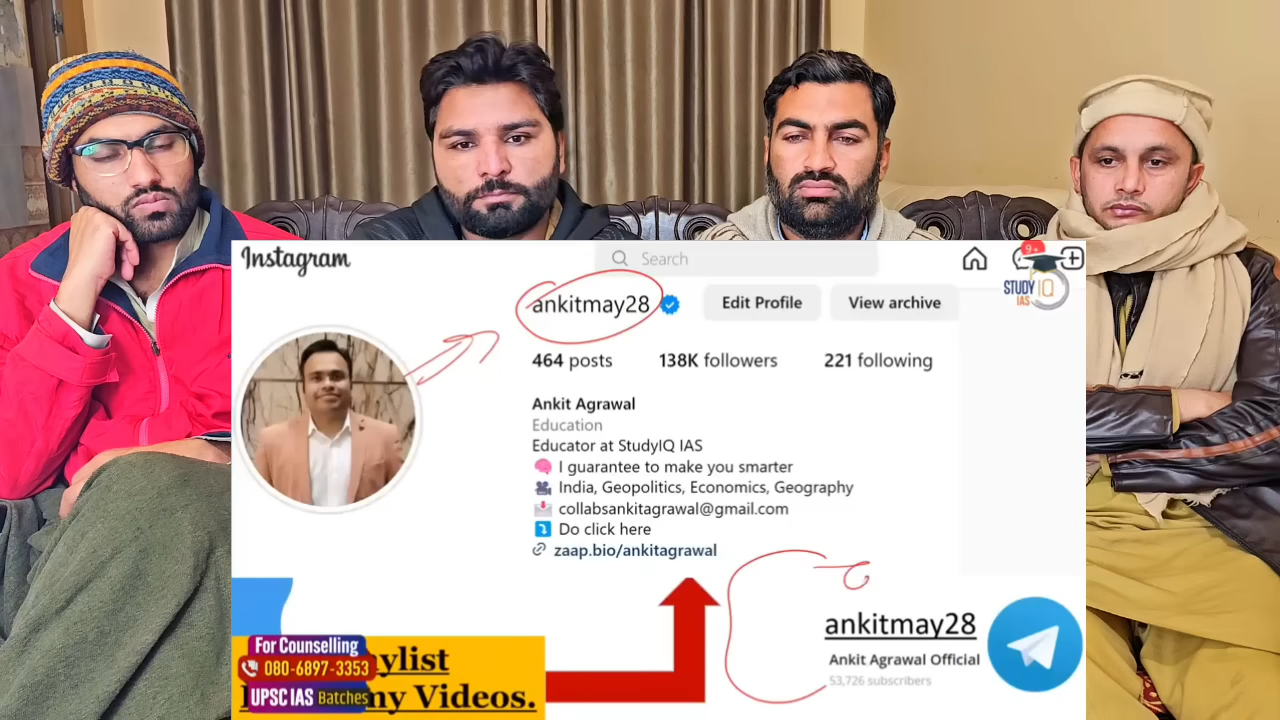 Instagram
Search
9+
STUDY IQ
IAS
ankitmay28
Edit Profile
View archive
464 posts
138K followers
221 following
Ankit Agrawal
Education
Educator at StudyIQ IAS
I guarantee to make you smarter
India, Geopolitics, Economics, Geography
collabsankitagrawal@gmail.com
Do click here
zaap.bio/ankitagrawal
ankitmay28
Ankit Agrawal Official
53,726 subscribers
For Counselling
080-6897-3353
UPSC IAS Batches
my Videos.